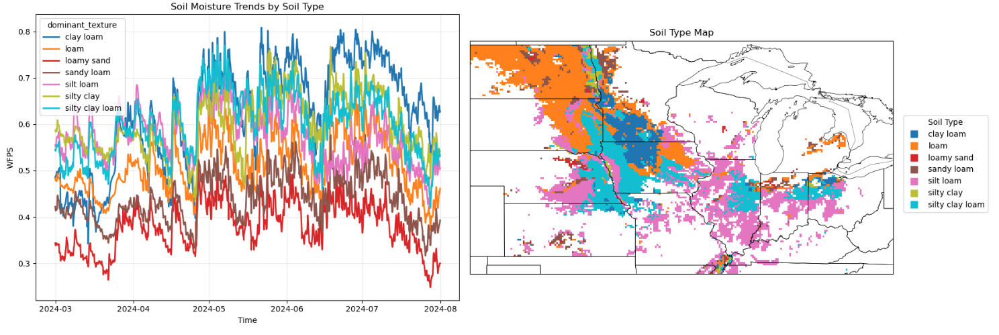 Soil Moisture Trends by Soil Type
dominant_texture
clay loam
loam
loamy sand
sandy loam
silt loam
silty clay
silty clay loam
0.8
0.7
0.6
0.5
0.4
0.3
WFPS
2024-03
2024-04
2024-05
2024-06
2024-07
2024-08
Time
Soil Type Map
Soil Type
clay loam
loam
loamy sand
sandy loam
silt loam
silty clay
silty clay loam